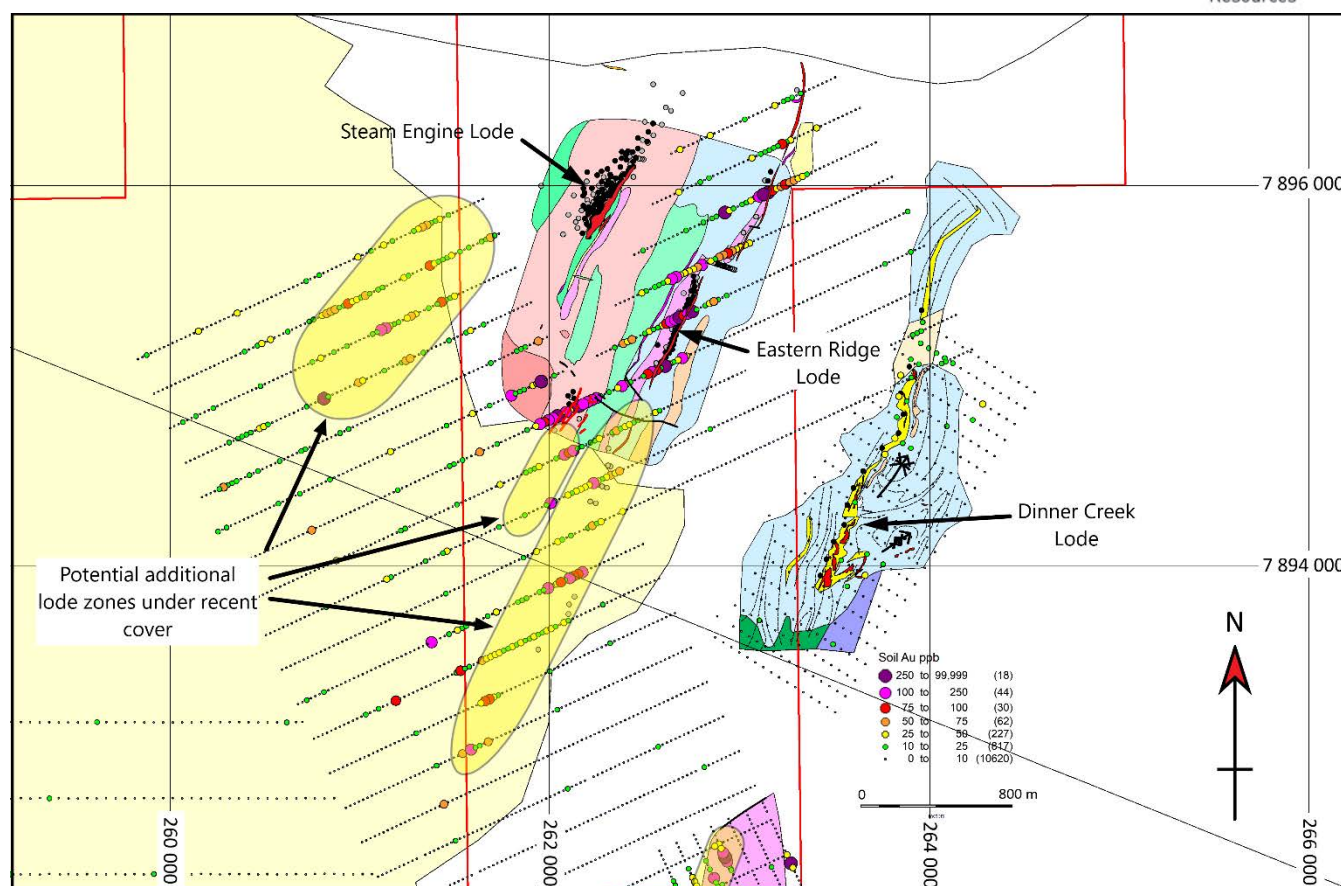 Resources
Steam Engine Lode
7 896 000
Eastern Ridge
Lode
Dinner Creek
Lode
7 894 000
Potential additional
lode zones under recent
cover
N
Soil Au ppb
250 to 99,999 (18)
100 to 250 (44)
75 to 100 (30)
50 to 75 (62)
25 to 50 (227)
10 to 25 (817)
0 to 10 (10620)
0 800 m
260 000
262 000
264 000
266 000